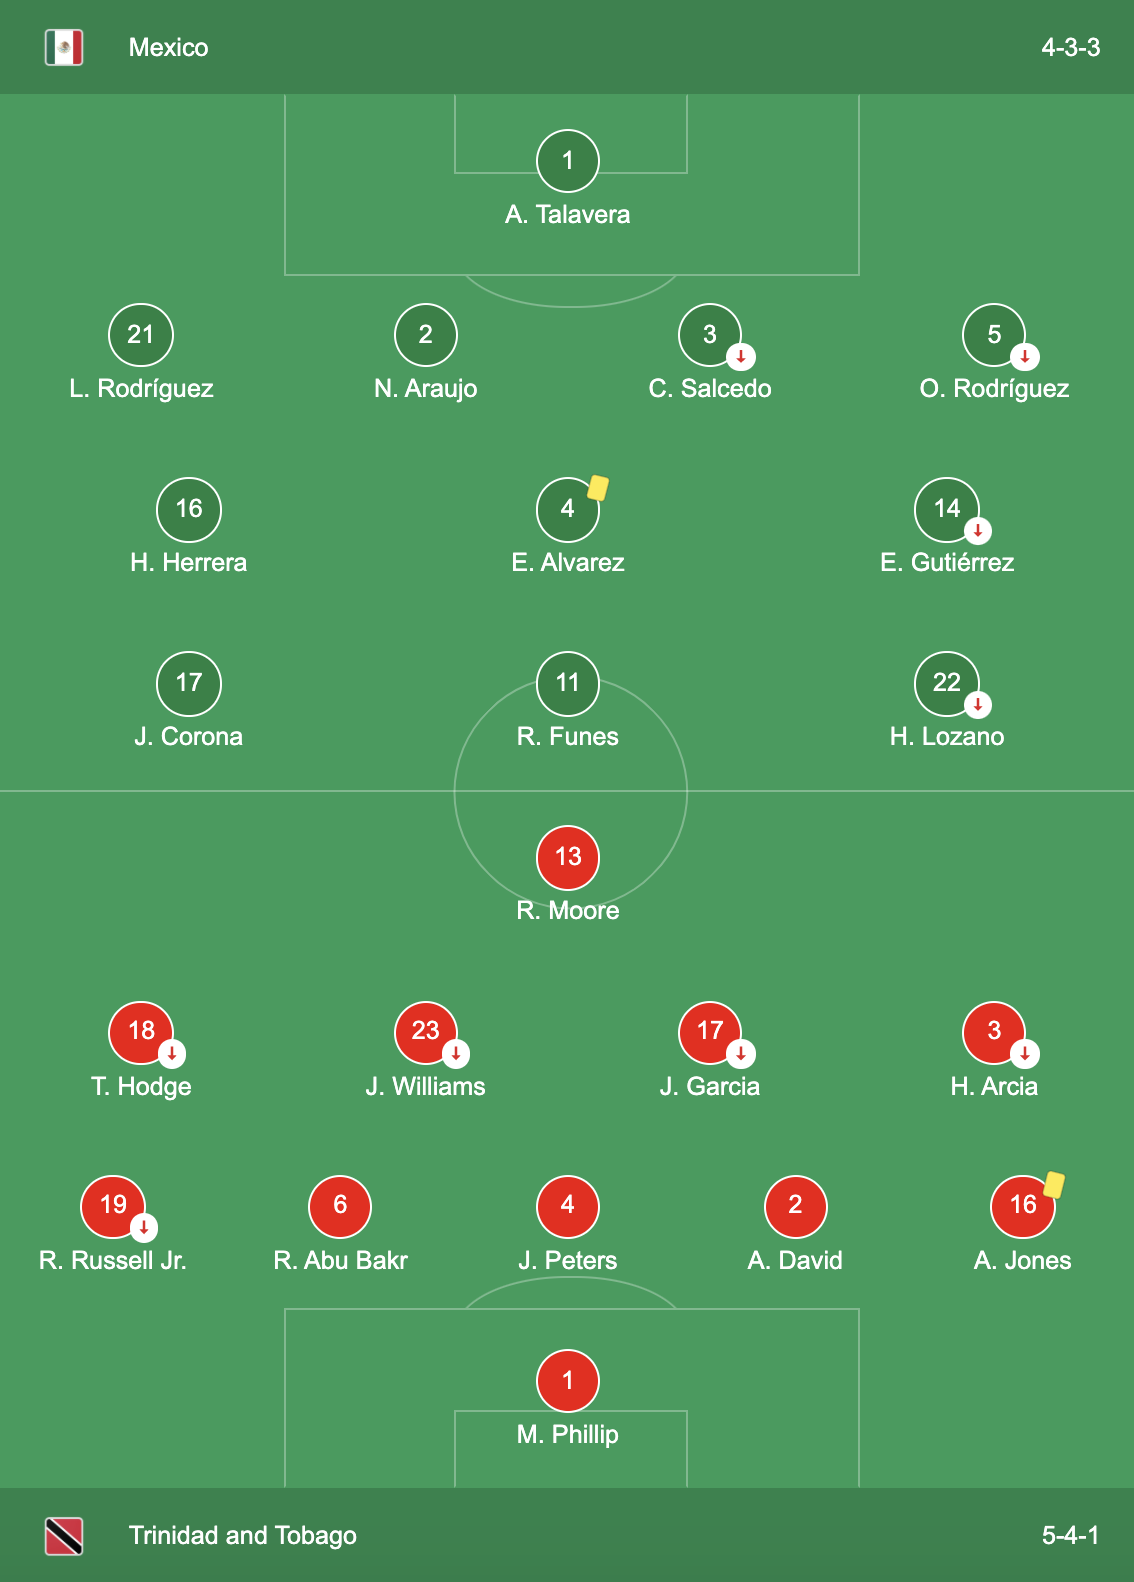 Mexico 4-3-3
1
A. Talavera
21 2 3 5
L. Rodríguez N. Araujo C. Salcedo O. Rodríguez
16 4 14
H. Herrera E. Alvarez E. Gutiérrez
17 11 22
J. Corona R. Funes H. Lozano
13
R. Moore
18 23 17 3
T. Hodge J. Williams J. Garcia H. Arcia
19 6 4 2 16
R. Russell Jr. R. Abu Bakr J. Peters A. David A. Jones
1
M. Phillip
Trinidad and Tobago 5-4-1